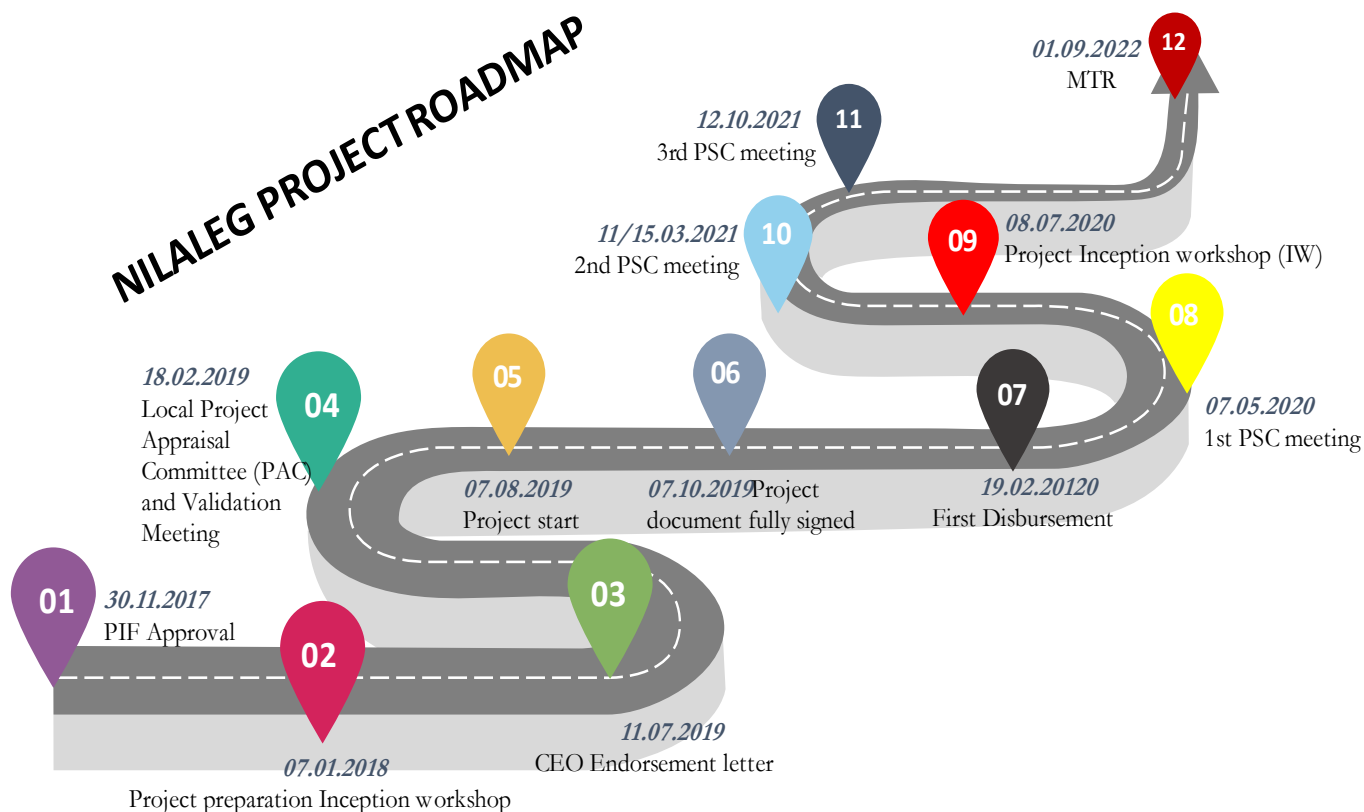 NILALEG PROJECT ROADMAP
01
30.11.2017
PIF Approval
02
07.01.2018
Project preparation Inception workshop
03
11.07.2019
CEO Endorsement letter
04
18.02.2019
Local Project
Appraisal
Committee (PAC)
and Validation
Meeting
05
07.08.2019
Project start
06
07.10.2019 Project
document fully signed
07
19.02.20120
First Disbursement
08
07.05.2020
1st PSC meeting
09
08.07.2020
Project Inception workshop (IW)
10
11/15.03.2021
2nd PSC meeting
11
12.10.2021
3rd PSC meeting
12
01.09.2022
MTR